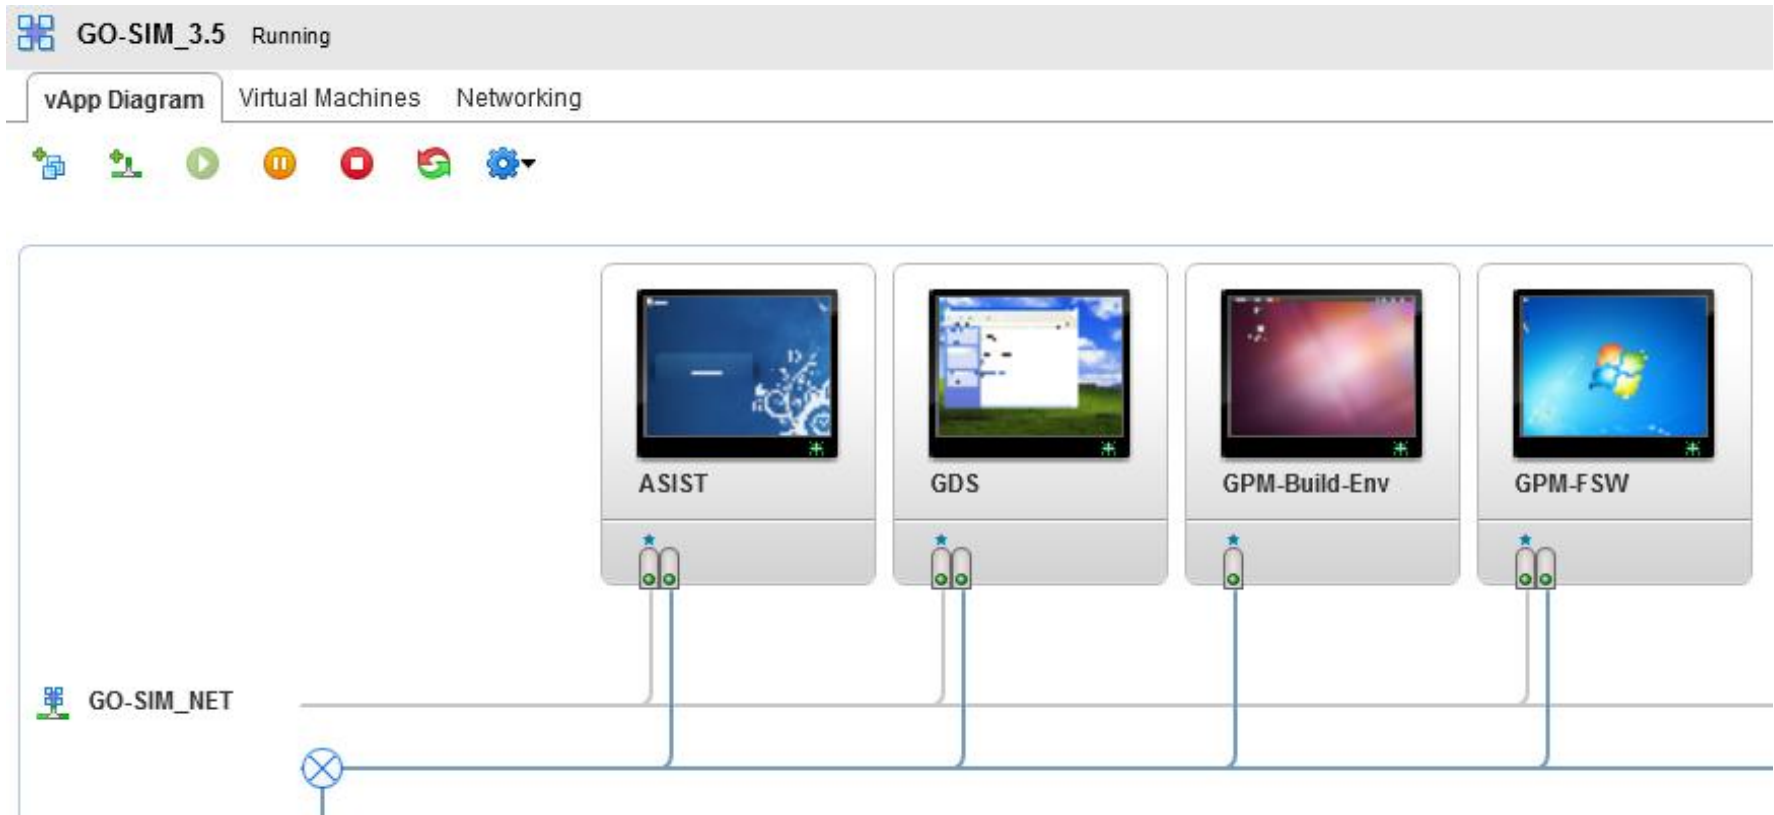 GO-SIM_3.5 Running
vApp Diagram Virtual Machines Networking
ASIST GDS GPM-Build-Env GPM-FSW
GO-SIM_NET